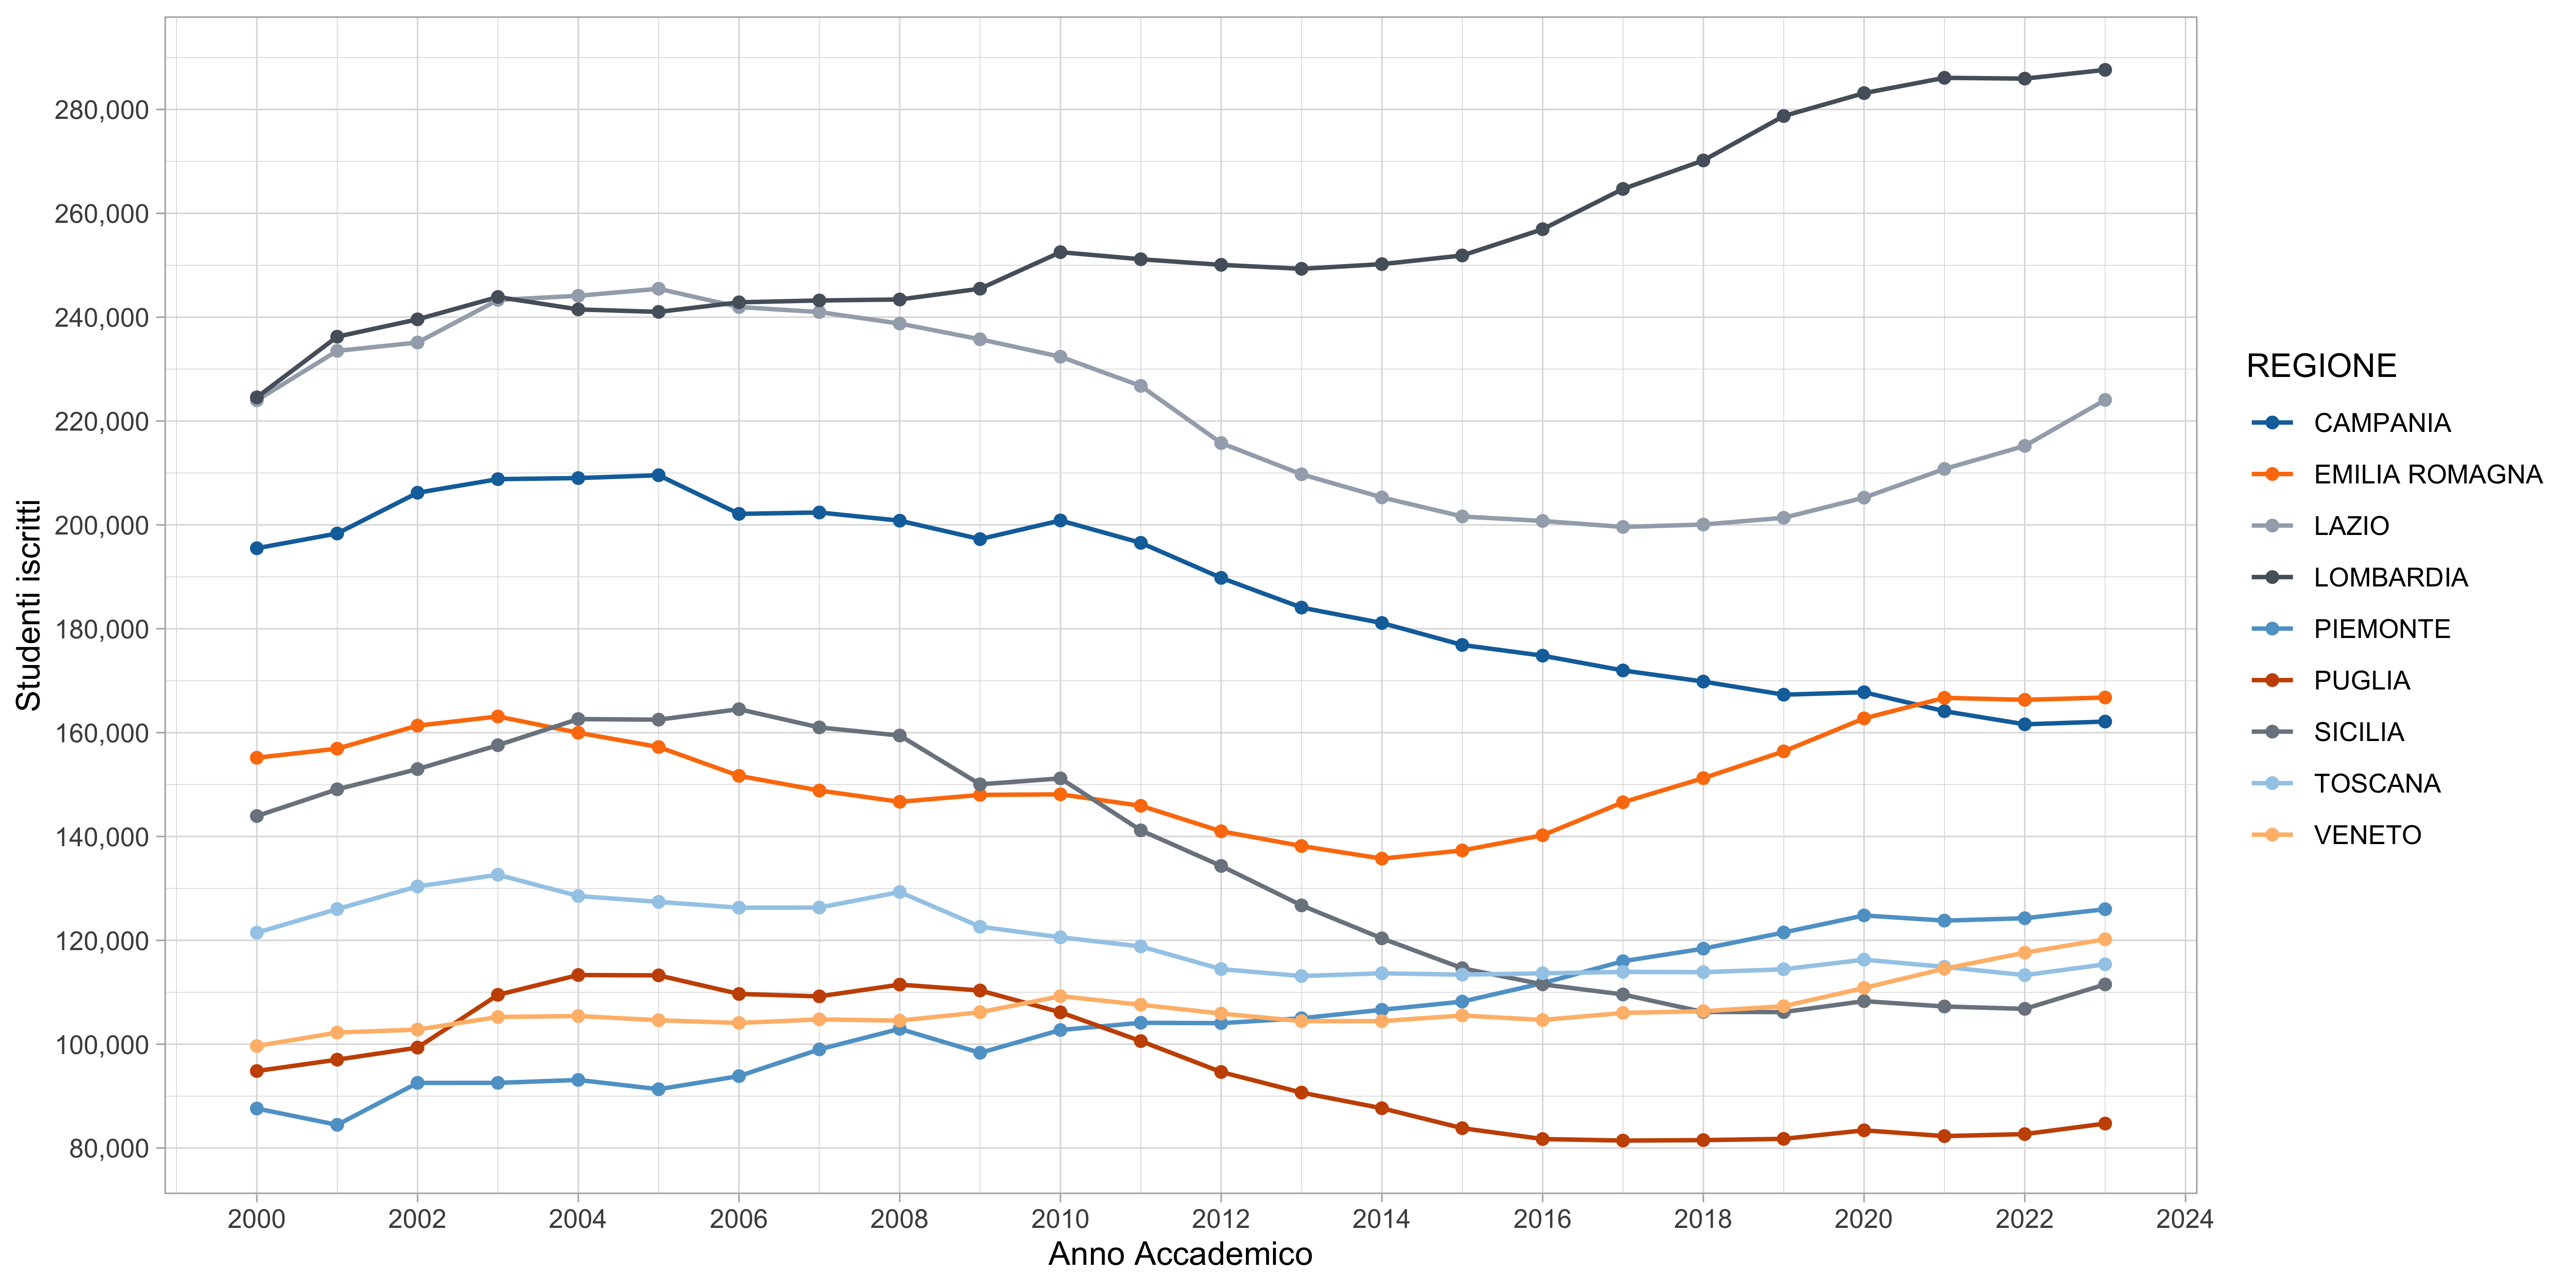 280,000
260,000
240,000
220,000
200,000
180,000
160,000
140,000
120,000
100,000
80,000
Studenti iscritti
2000 2002 2004 2006 2008 2010 2012 2014 2016 2018 2020 2022 2024
Anno Accademico
REGIONE
CAMPANIA
EMILIA ROMAGNA
LAZIO
LOMBARDIA
PIEMONTE
PUGLIA
SICILIA
TOSCANA
VENETO